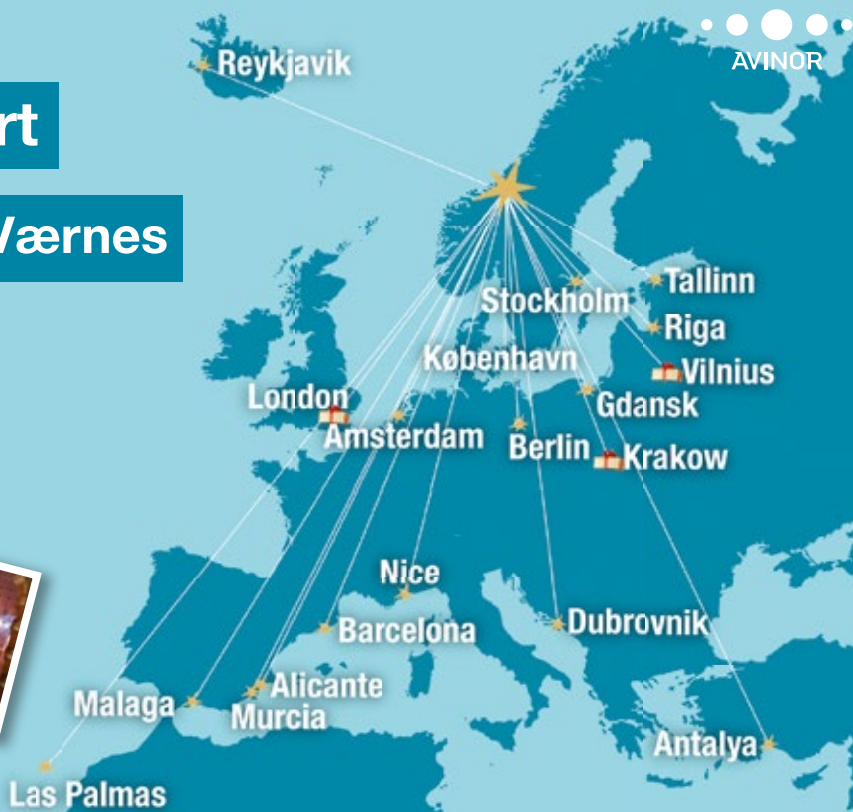 AVINOR
rt
Værnes
Reykjavik
Tallinn
Stockholm
Riga
København
Vilnius
London
Gdansk
Amsterdam
Berlin
Krakow
Nice
Dubrovnik
Barcelona
Alicante
Malaga
Murcia
Antalya
Las Palmas